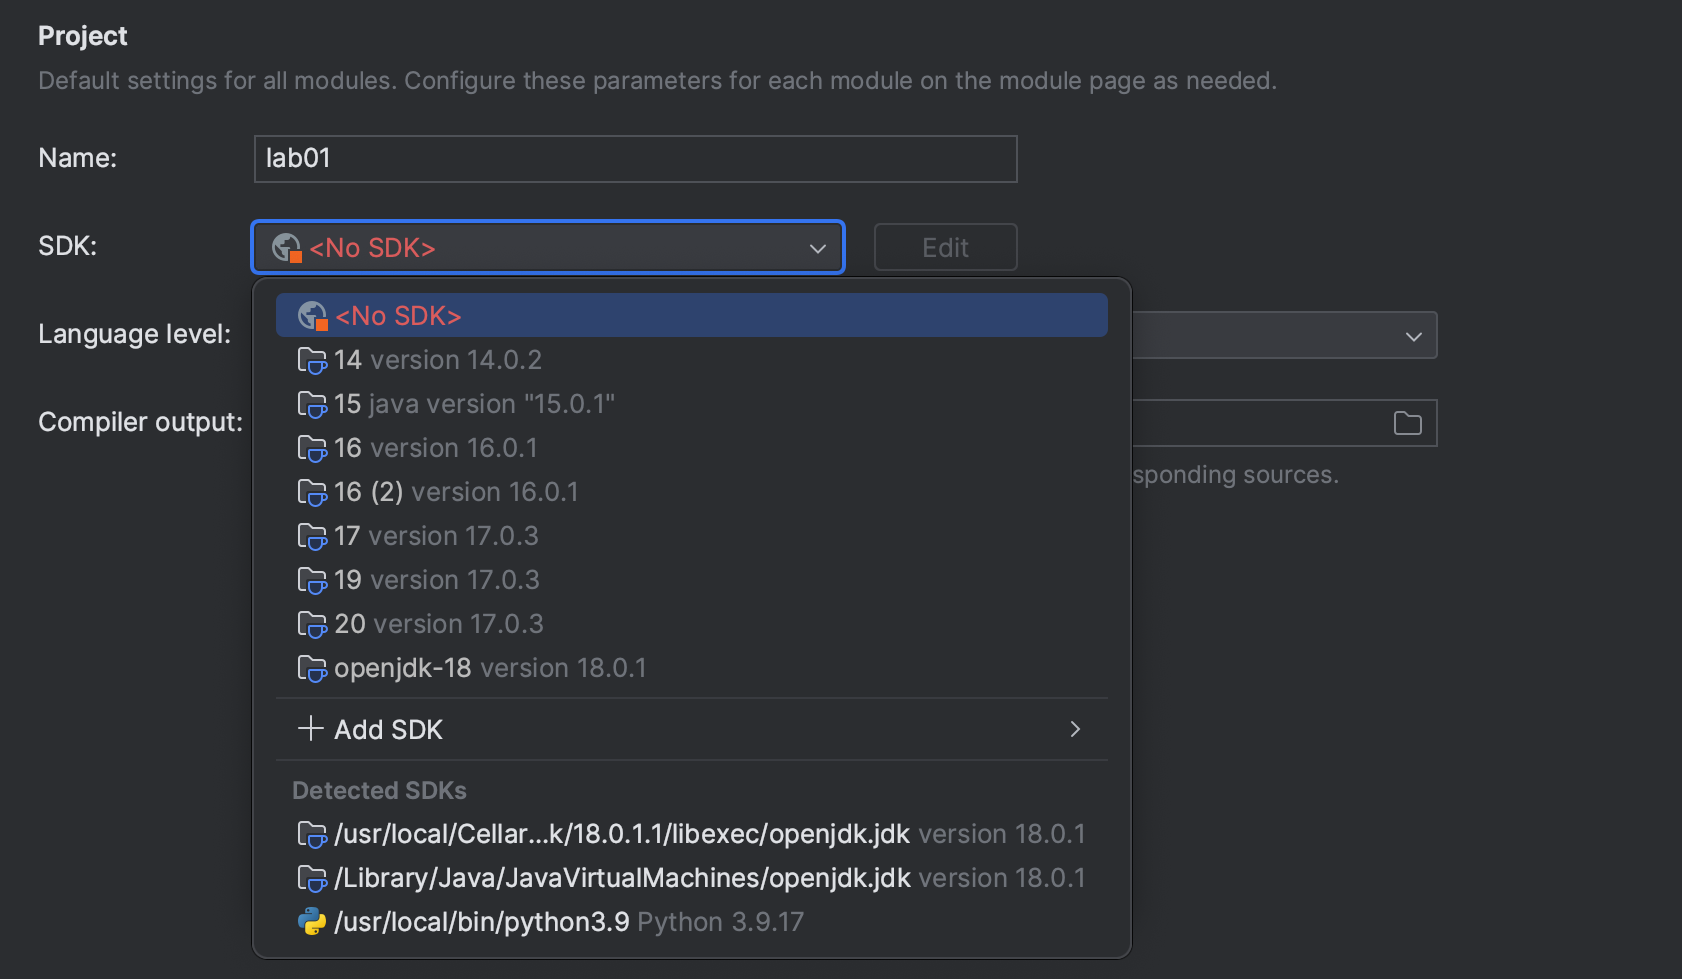 Project
Default settings for all modules. Configure these parameters for each module on the module page as needed.
Name: lab01
SDK: <No SDK> Edit
<No SDK>
Language level:
14 version 14.0.2
15 java version "15.0.1"
Compiler output:
16 version 16.0.1
sponding sources.
16 (2) version 16.0.1
17 version 17.0.3
19 version 17.0.3
20 version 17.0.3
openjdk-18 version 18.0.1
Add SDK
Detected SDKs
/usr/local/Cellar...k/18.0.1.1/libexec/openjdk.jdk version 18.0.1
/Library/Java/JavaVirtualMachines/openjdk.jdk version 18.0.1
/usr/local/bin/python3.9 Python 3.9.17